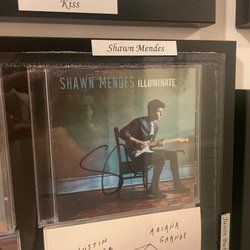 Kiss
Shawn Mendes
SHAWN MENDES ILLUMINATE
ARIANA
GRANDE